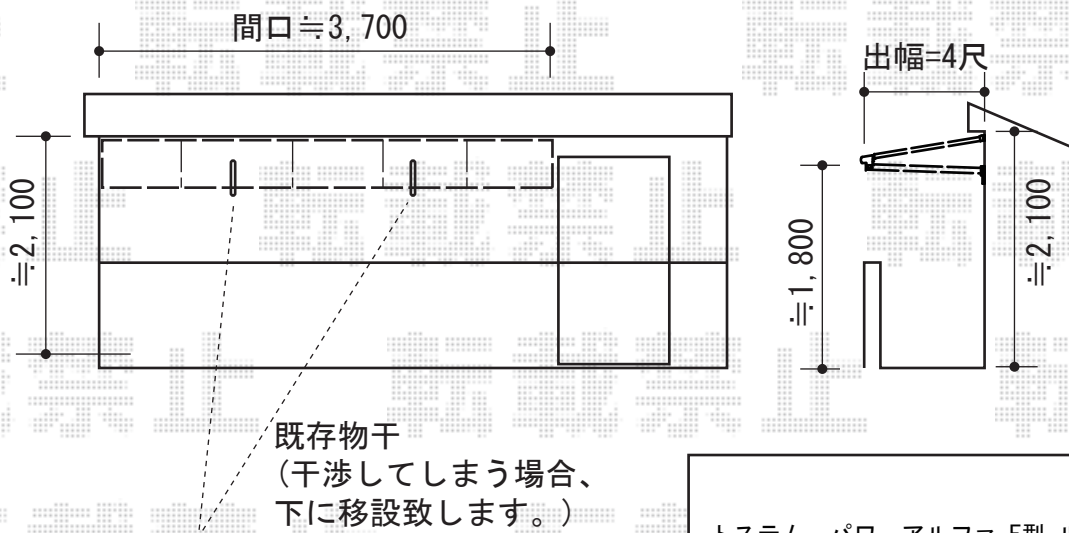 間口≒3,700
出幅=4尺
≒2,100
≒1,800
≒2,100
既存物干
(干渉してしまう場合、
下に移設致します。)